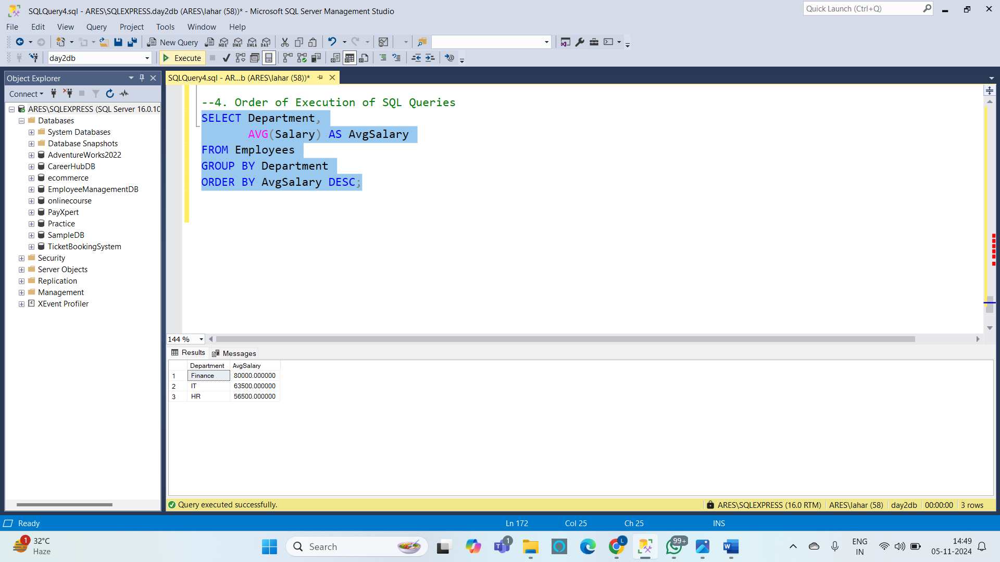 SQLQuery4.sql - ARES\SQLEXPRESS.day2db (ARES\lahar (58))* - Microsoft SQL Server Management Studio
Quick Launch (Ctrl+Q)
File Edit View Query Project Tools Window Help
New Query
MDX DMX XMLA DAX
day2db
Execute
Object Explorer
Connect
ARES\SQLEXPRESS (SQL Server 16.0.10
Databases
System Databases
Database Snapshots
AdventureWorks2022
CareerHubDB
ecommerce
EmployeeManagementDB
onlinecourse
PayXpert
Practice
SampleDB
TicketBookingSystem
Security
Server Objects
Replication
Management
XEvent Profiler
SQLQuery4.sql - AR...b (ARES\lahar (58))*
--4. Order of Execution of SQL Queries
SELECT Department,
AVG(Salary) AS AvgSalary
FROM Employees
GROUP BY Department
ORDER BY AvgSalary DESC;
144 %
Results Messages
Department AvgSalary
1 Finance 80000.000000
2 IT 63500.000000
3 HR 56500.000000
Query executed successfully.
ARES\SQLEXPRESS (16.0 RTM) ARES\lahar (58) day2db 00:00:00 3 rows
Ready
Ln 172 Col 25 Ch 25 INS
1
32°C
Haze
Search
1
L
99+
ENG
IN
14:49
05-11-2024